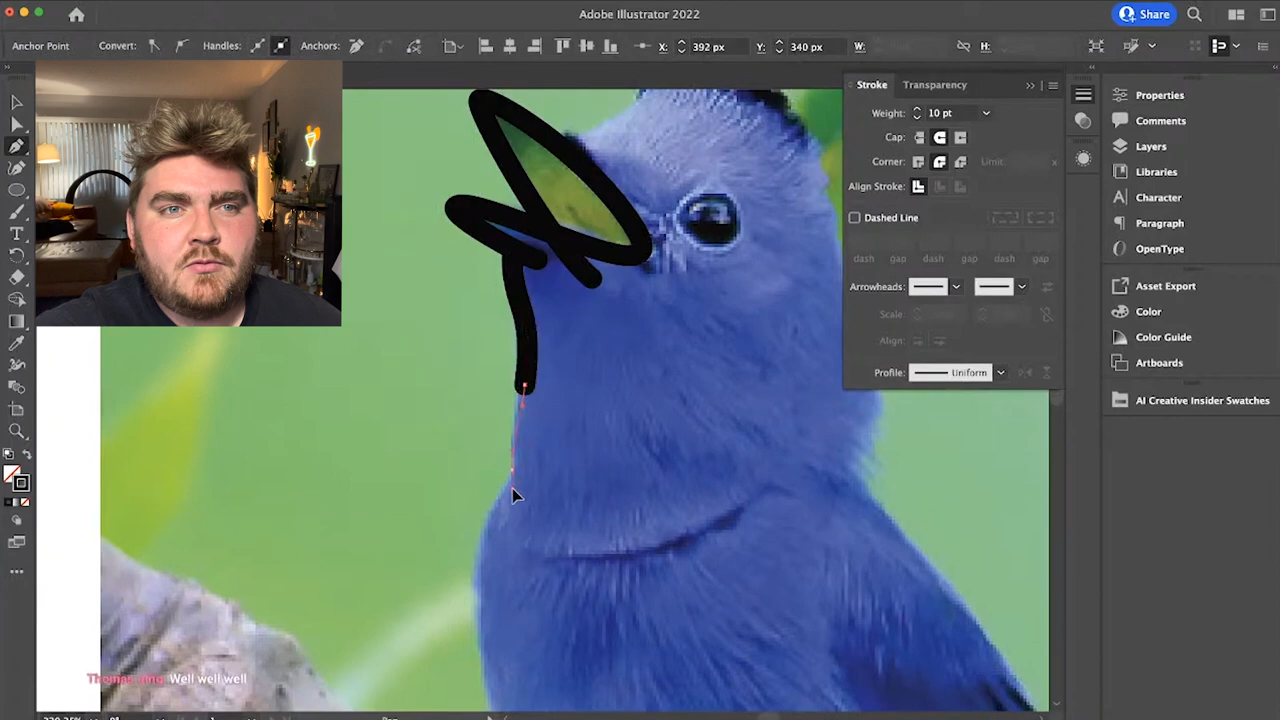 Adobe Illustrator 2022
Share
Anchor Point Convert: Handles: Anchors: X: 392 px Y: 340 px W: H:
Stroke Transparency
Weight: 10 pt
Cap:
Corner: Limit: x
Align Stroke:
Dashed Line
dash gap dash gap dash gap
Arrowheads:
Scale:
Align:
Profile: Uniform
Properties
Comments
Layers
Libraries
Character
Paragraph
OpenType
Asset Export
Color
Color Guide
Artboards
AI Creative Insider Swatches
Well well well